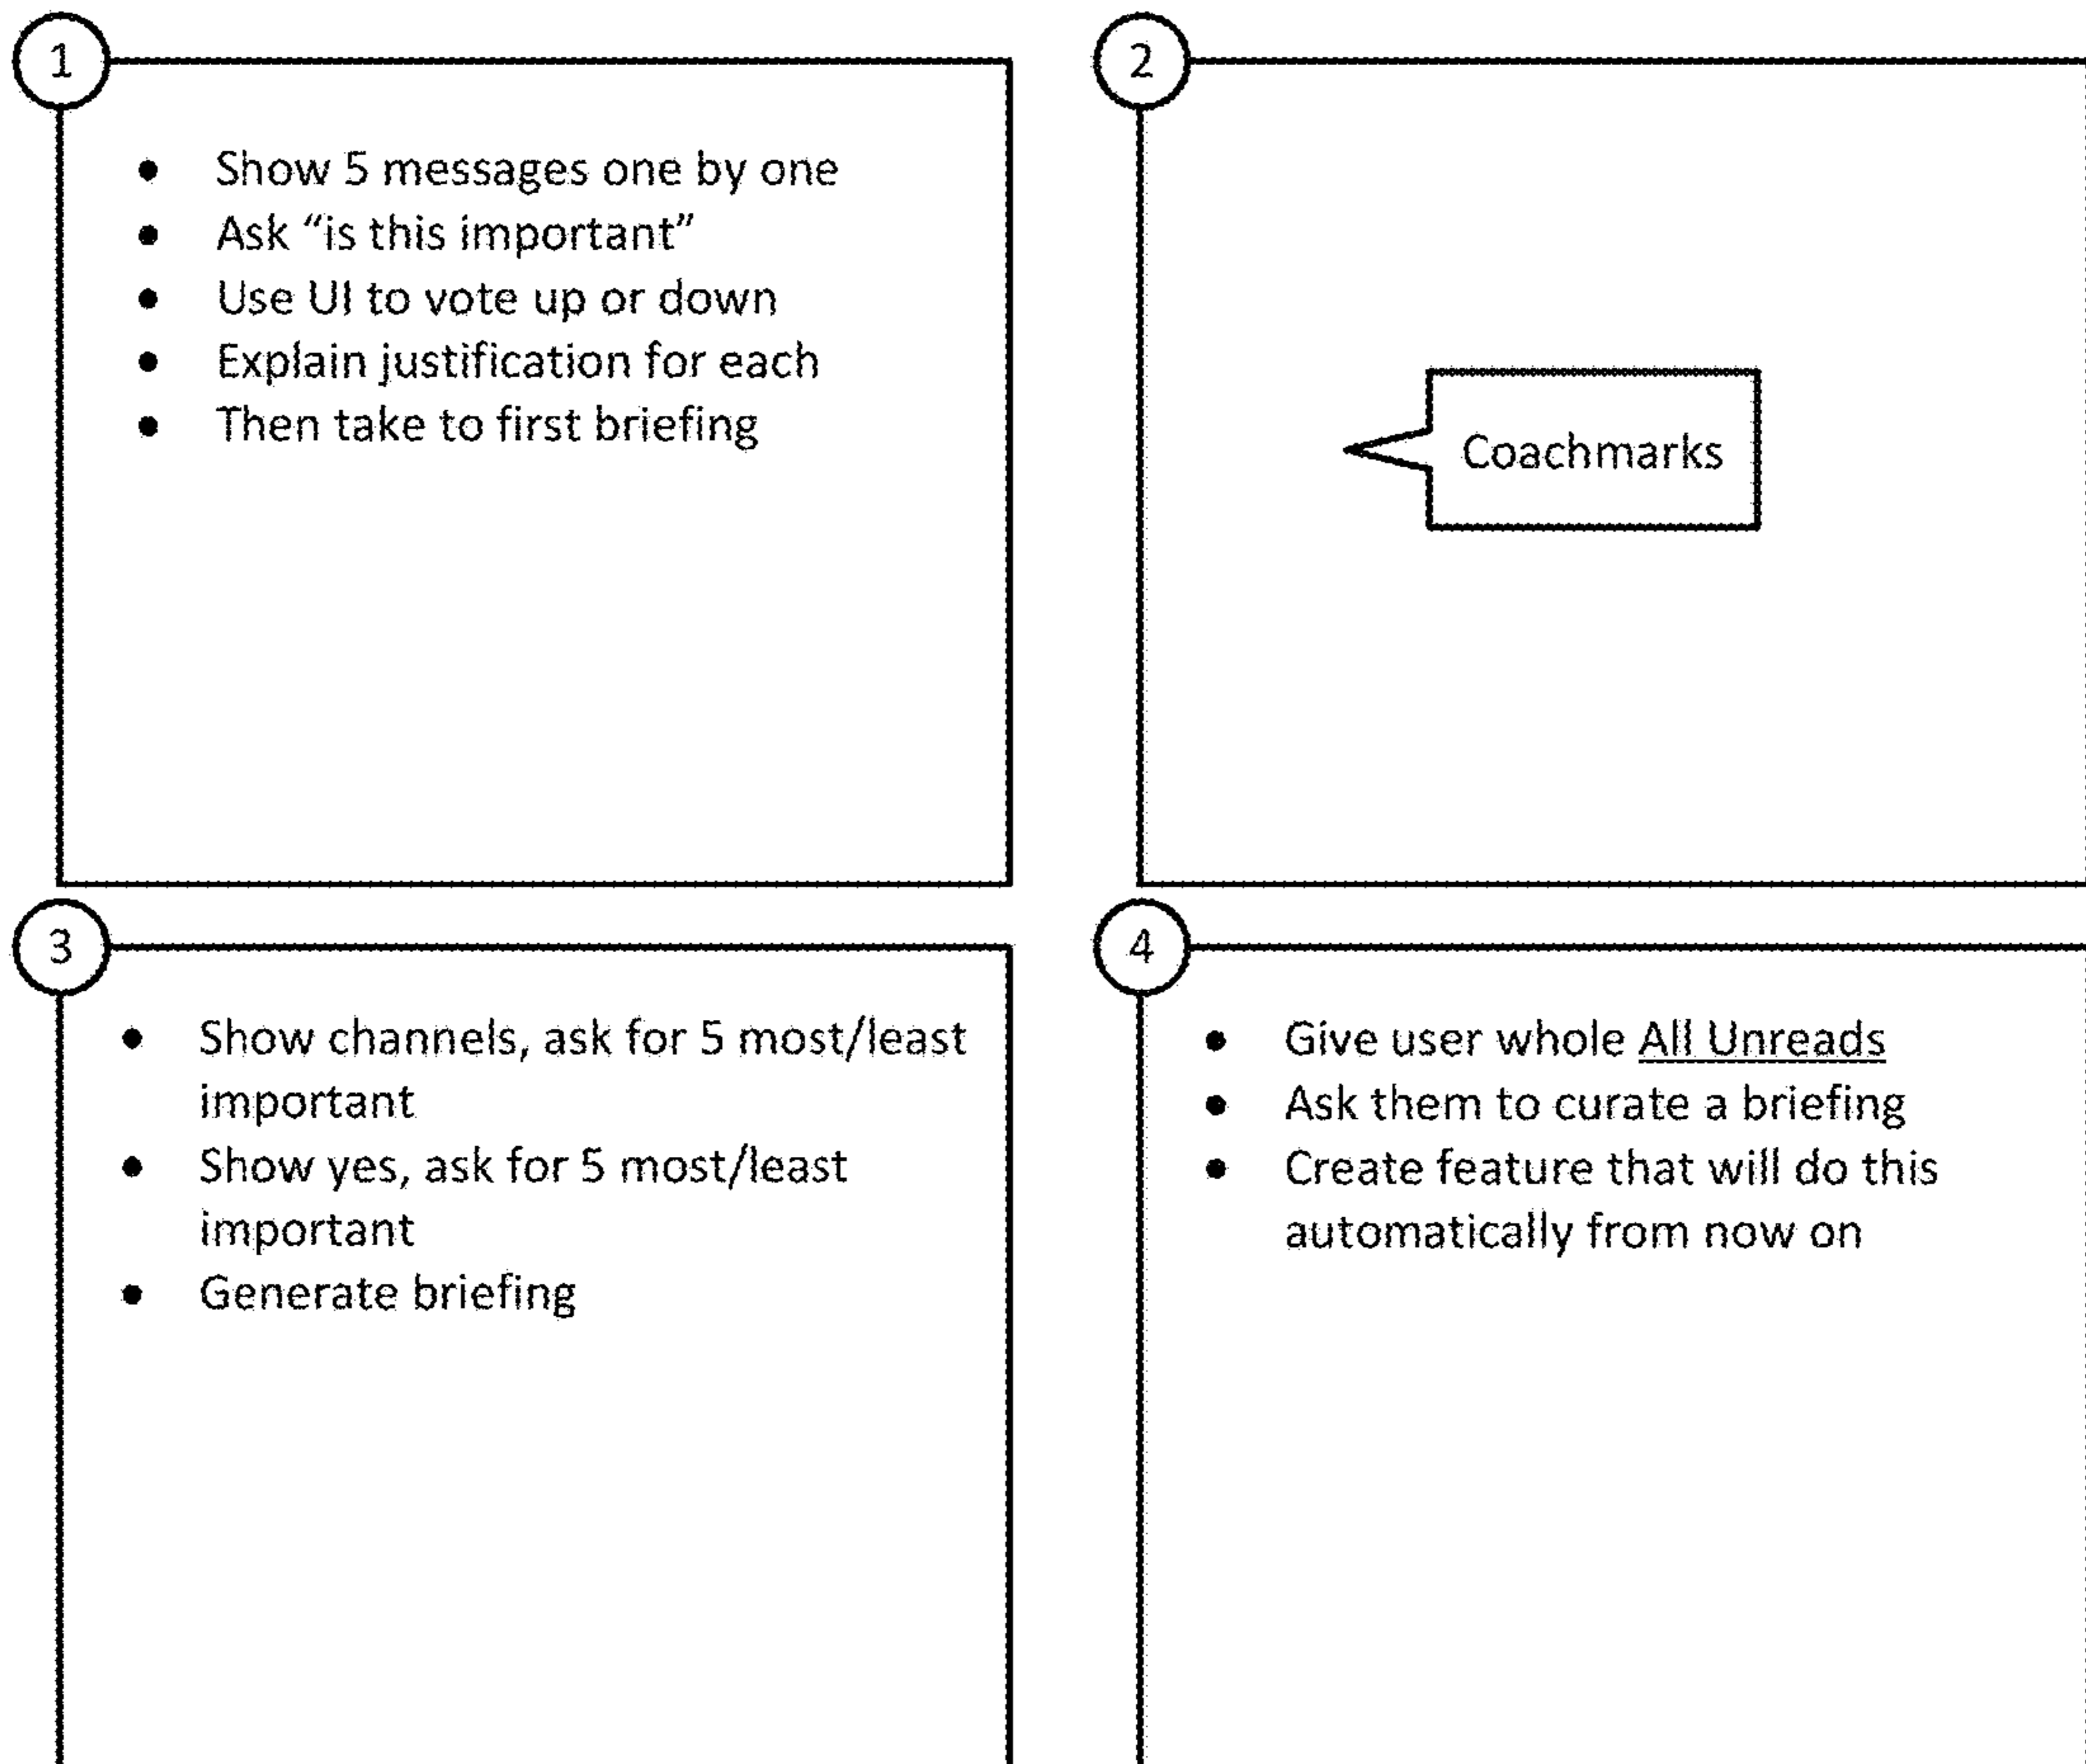 1
• Show 5 messages one by one
• Ask “is this important”
• Use UI to vote up or down
• Explain justification for each
• Then take to first briefing
2
Coachmarks
3
• Show channels, ask for 5 most/least
important
• Show yes, ask for 5 most/least
important
• Generate briefing
4
• Give user whole All Unreads
• Ask them to curate a briefing
• Create feature that will do this
automatically from now on